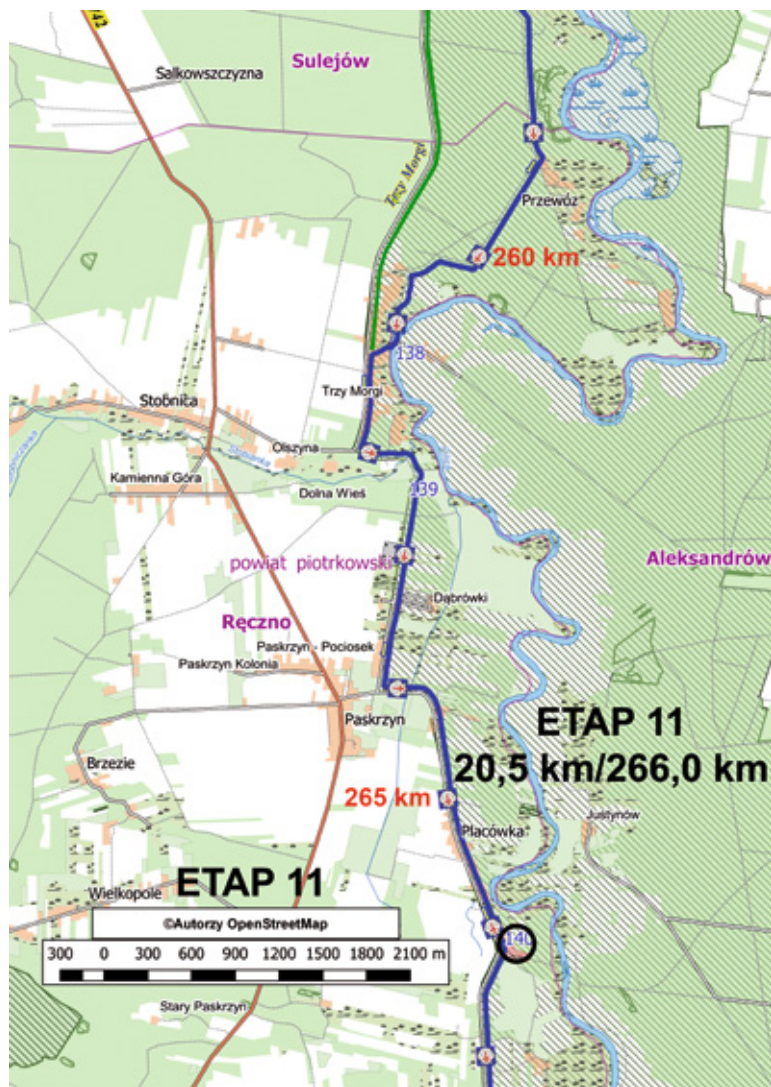 /42
Sulejów
Salkowszczyzna
Trzy Morgi
Przewóz
260 km
138
Trzy Morgi
Stobnica
Olszyna
Kamienna Góra
Dolna Wieś
139
powiat piotrkowski
Aleksandrów
Dąbrówki
Ręczno
Paskrzyn - Pociosek
Paskrzyn Kolonia
Paskrzyn
ETAP 11
20,5 km/266,0 km
Brzezie
265 km
Justynów
Placówka
ETAP 11
Wielkopole
©Autorzy OpenStreetMap
140
300 0 300 600 900 1200 1500 1800 2100 m
Stary Paskrzyn